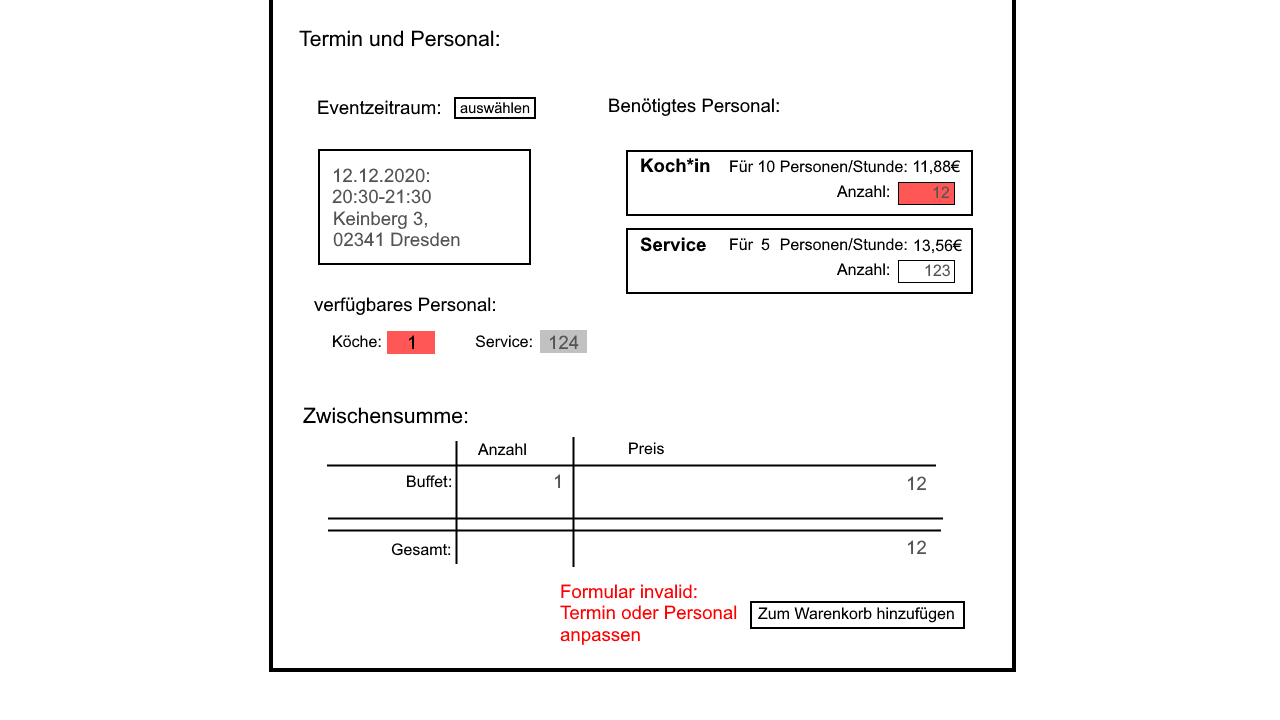 Termin und Personal:
Eventzeitraum: auswählen
12.12.2020:
20:30-21:30
Keinberg 3,
02341 Dresden
verfügbares Personal:
Köche: 1 Service: 124
Benötigtes Personal:
Koch*in Für 10 Personen/Stunde: 11,88€
Anzahl: 12
Service Für 5 Personen/Stunde: 13,56€
Anzahl: 123
Zwischensumme:
Anzahl Preis
Buffet: 1 12
Gesamt: 12
Formular invalid:
Termin oder Personal
anpassen
Zum Warenkorb hinzufügen